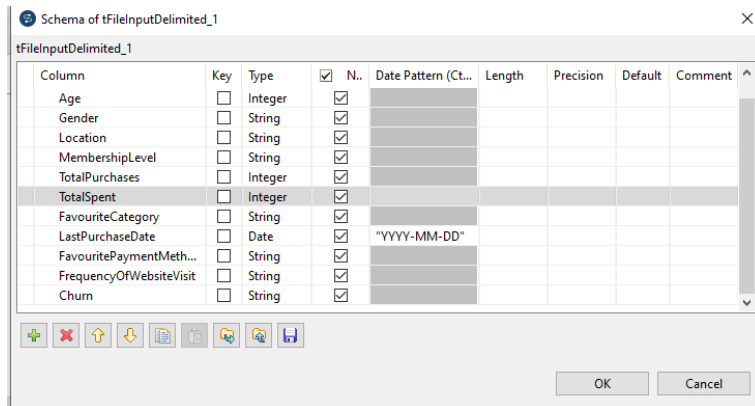 Schema of tFileInputDelimited_1
tFileInputDelimited_1
Column Key Type N.. Date Pattern (Ct... Length Precision Default Comment
Age Integer
Gender String
Location String
MembershipLevel String
TotalPurchases Integer
TotalSpent Integer
FavouriteCategory String
LastPurchaseDate Date "YYYY-MM-DD"
FavouritePaymentMeth... String
FrequencyOfWebsiteVisit String
Churn String
OK Cancel